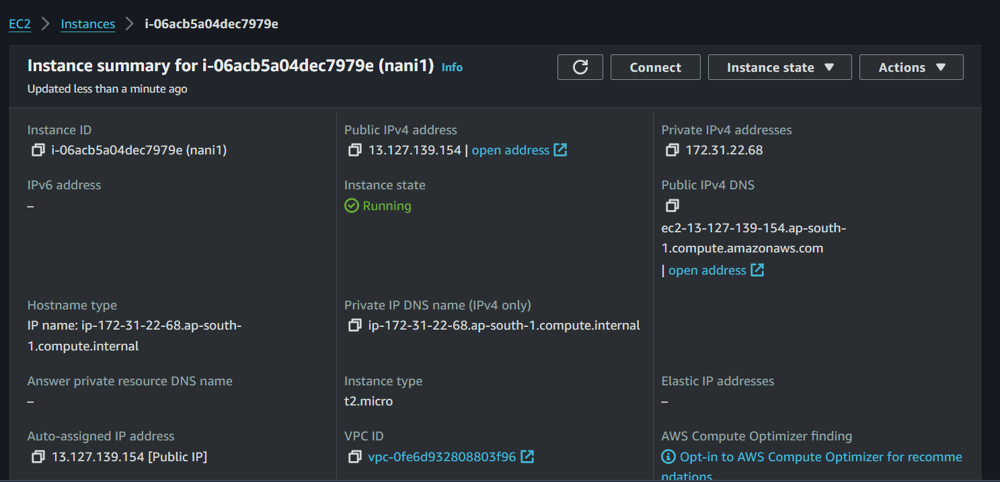 EC2 > Instances > i-06acb5a04dec7979e
Instance summary for i-06acb5a04dec7979e (nani1) Info
Updated less than a minute ago
Connect
Instance state
Actions
Instance ID
i-06acb5a04dec7979e (nani1)
Public IPv4 address
13.127.139.154 | open address
Private IPv4 addresses
172.31.22.68
IPv6 address
–
Instance state
Running
Public IPv4 DNS
ec2-13-127-139-154.ap-south-
1.compute.amazonaws.com
| open address
Hostname type
IP name: ip-172-31-22-68.ap-south-
1.compute.internal
Private IP DNS name (IPv4 only)
ip-172-31-22-68.ap-south-1.compute.internal
Answer private resource DNS name
–
Instance type
t2.micro
Elastic IP addresses
–
Auto-assigned IP address
13.127.139.154 [Public IP]
VPC ID
vpc-0fe6d932808803f96
AWS Compute Optimizer finding
Opt-in to AWS Compute Optimizer for recomme
ndations